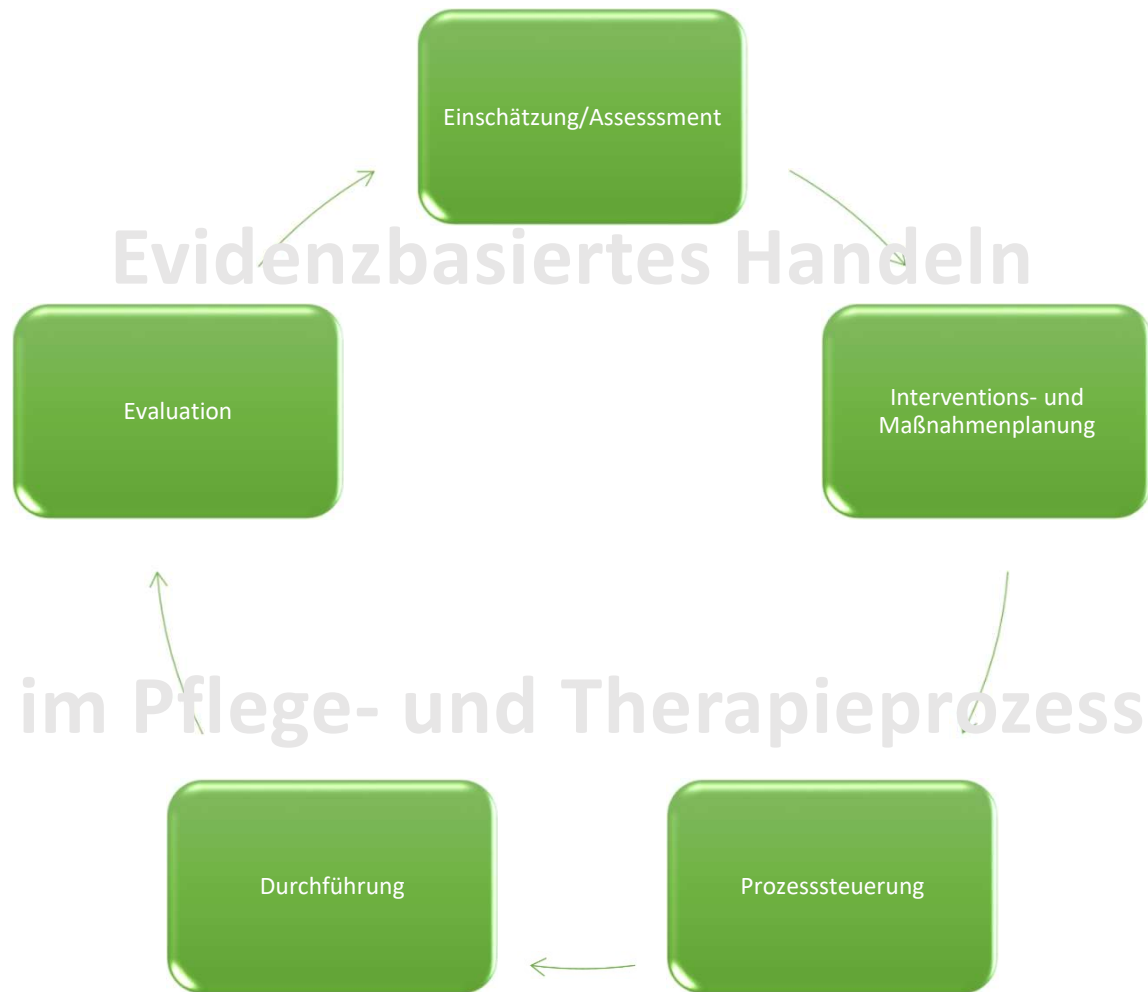 Einschätzung/Assesssment
Evidenzbasiertes Handeln
Evaluation
Interventions- und
Maßnahmenplanung
im Pflege- und Therapieprozess
Durchführung
Prozesssteuerung